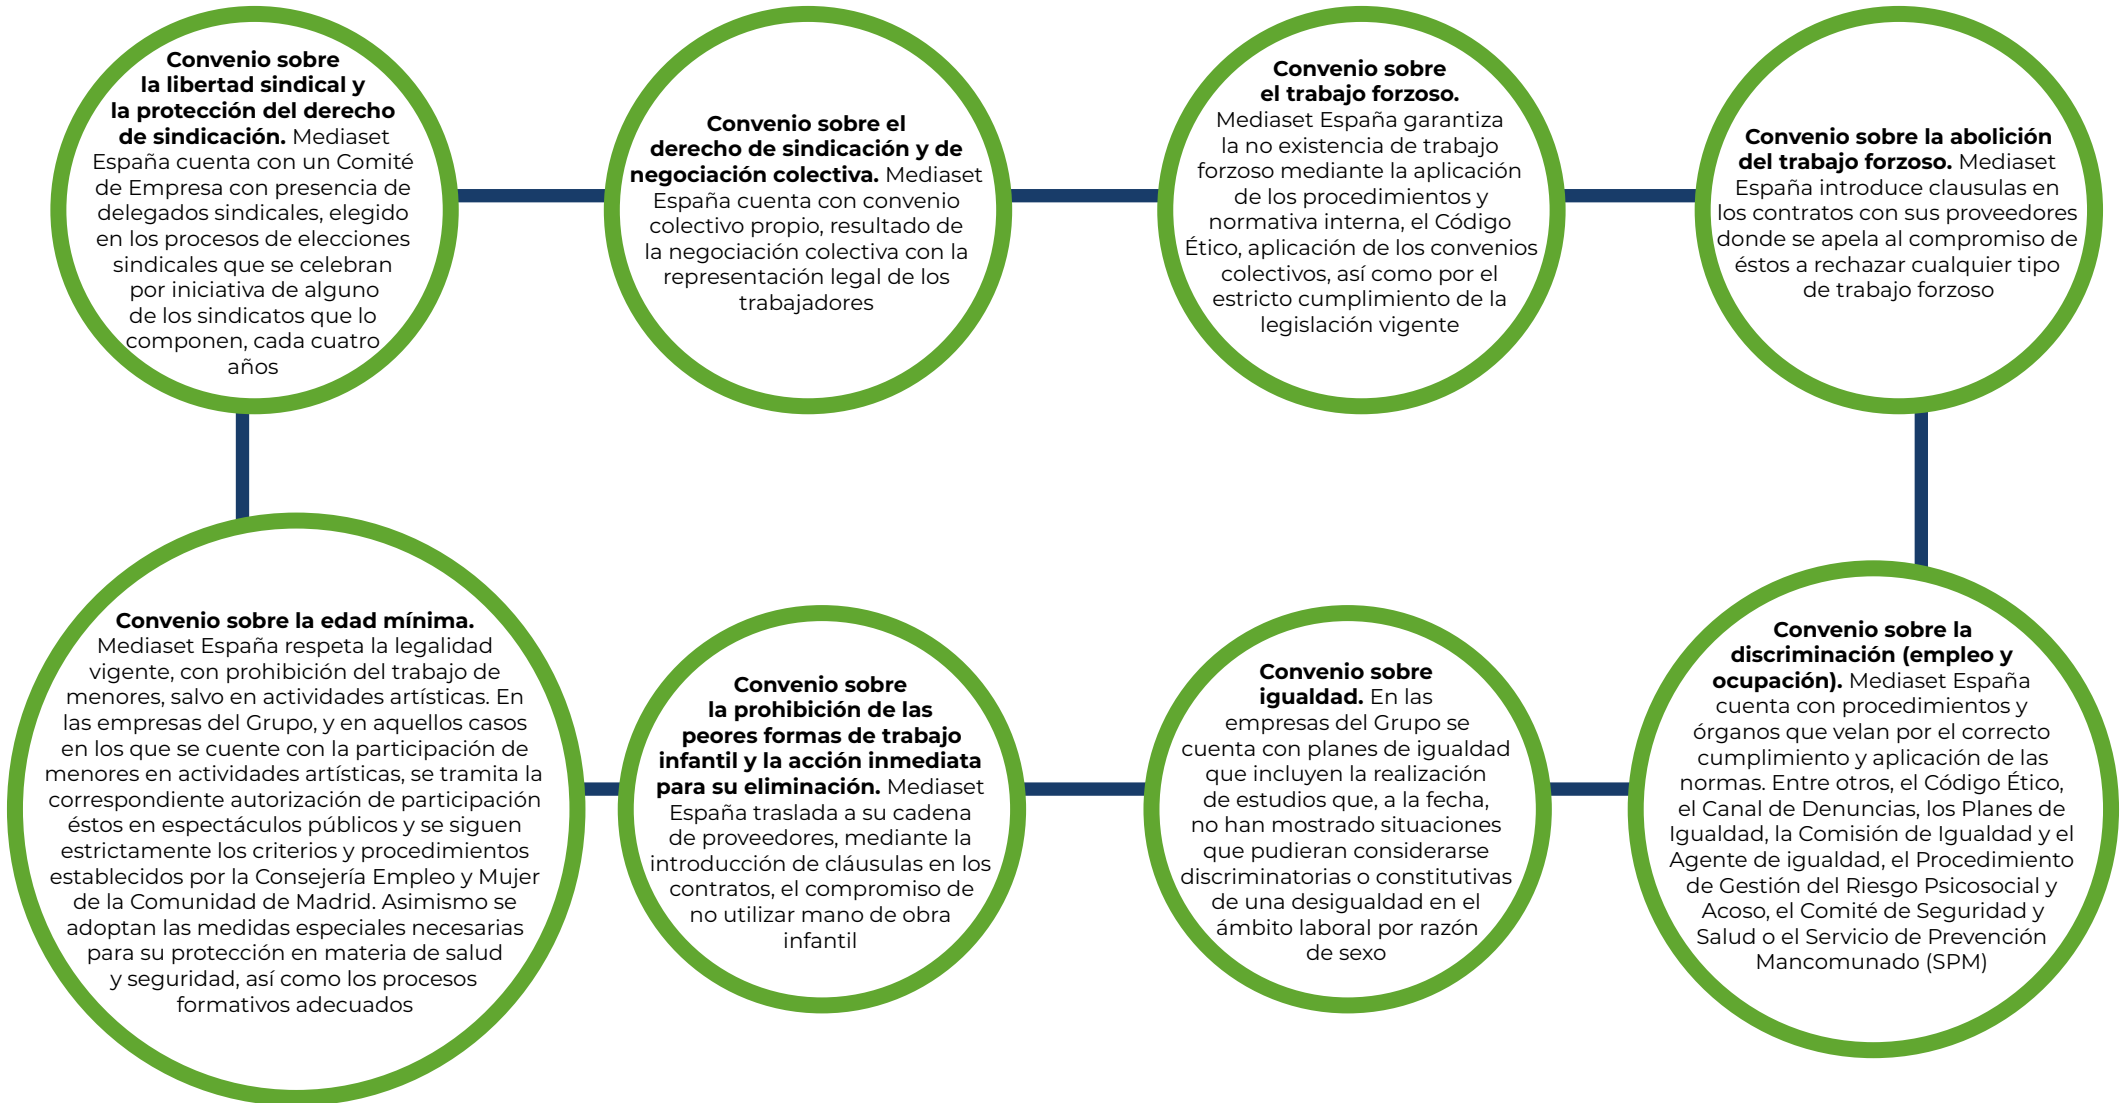 Convenio sobre
la libertad sindical y
la protección del derecho
de sindicación. Mediaset
España cuenta con un Comité
de Empresa con presencia de
delegados sindicales, elegido
en los procesos de elecciones
sindicales que se celebran
por iniciativa de alguno
de los sindicatos que lo
componen, cada cuatro
años
Convenio sobre el
derecho de sindicación y de
negociación colectiva. Mediaset
España cuenta con convenio
colectivo propio, resultado de
la negociación colectiva con la
representación legal de los
trabajadores
Convenio sobre
el trabajo forzoso.
Mediaset España garantiza
la no existencia de trabajo
forzoso mediante la aplicación
de los procedimientos y
normativa interna, el Código
Ético, aplicación de los convenios
colectivos, así como por el
estricto cumplimiento de la
legislación vigente
Convenio sobre la abolición
del trabajo forzoso. Mediaset
España introduce clausulas en
los contratos con sus proveedores
donde se apela al compromiso de
éstos a rechazar cualquier tipo
de trabajo forzoso
Convenio sobre la edad mínima.
Mediaset España respeta la legalidad
vigente, con prohibición del trabajo de
menores, salvo en actividades artísticas. En
las empresas del Grupo, y en aquellos casos
en los que se cuente con la participación de
menores en actividades artísticas, se tramita la
correspondiente autorización de participación
éstos en espectáculos públicos y se siguen
estrictamente los criterios y procedimientos
establecidos por la Consejería Empleo y Mujer
de la Comunidad de Madrid. Asimismo se
adoptan las medidas especiales necesarias
para su protección en materia de salud
y seguridad, así como los procesos
formativos adecuados
Convenio sobre
la prohibición de las
peores formas de trabajo
infantil y la acción inmediata
para su eliminación. Mediaset
España traslada a su cadena
de proveedores, mediante la
introducción de cláusulas en los
contratos, el compromiso de
no utilizar mano de obra
infantil
Convenio sobre
igualdad. En las
empresas del Grupo se
cuenta con planes de igualdad
que incluyen la realización
de estudios que, a la fecha,
no han mostrado situaciones
que pudieran considerarse
discriminatorias o constitutivas
de una desigualdad en el
ámbito laboral por razón
de sexo
Convenio sobre la
discriminación (empleo y
ocupación). Mediaset España
cuenta con procedimientos y
órganos que velan por el correcto
cumplimiento y aplicación de las
normas. Entre otros, el Código Ético,
el Canal de Denuncias, los Planes de
Igualdad, la Comisión de Igualdad y el
Agente de igualdad, el Procedimiento
de Gestión del Riesgo Psicosocial y
Acoso, el Comité de Seguridad y
Salud o el Servicio de Prevención
Mancomunado (SPM)